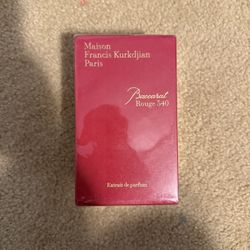 Maison
Francis Kurkdjian
Paris
Baccarat
Rouge 540
Extrait de parfum